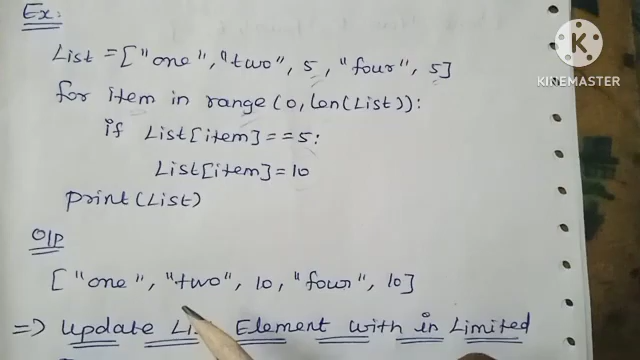 Ex:
List = ["one", "two", 5, "four", 5]
for item in range(0, len(List)):
if List[item]==5:
List[item]=10
print(List)
O/P
["one", "two", 10, "four", 10]
=> Update Element with in Limited
KINEMASTER